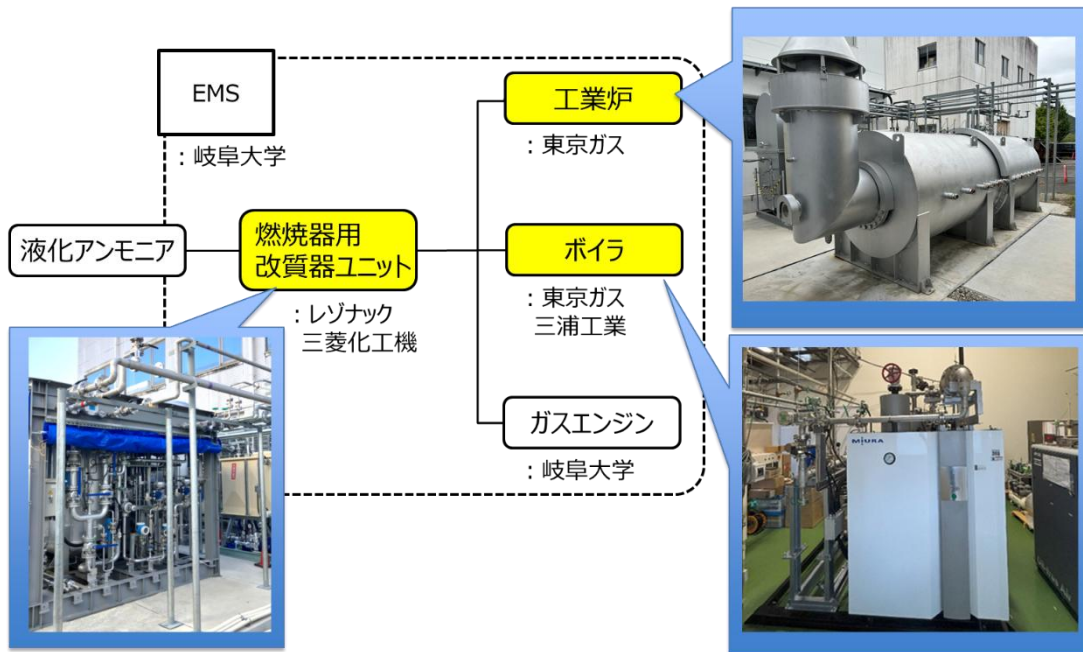 EMS
：岐阜大学
工業炉
：東京ガス
液化アンモニア
燃焼器用
改質器ユニット
：レゾナック
三菱化工機
ボイラ
：東京ガス
三浦工業
ガスエンジン
：岐阜大学
MIURA